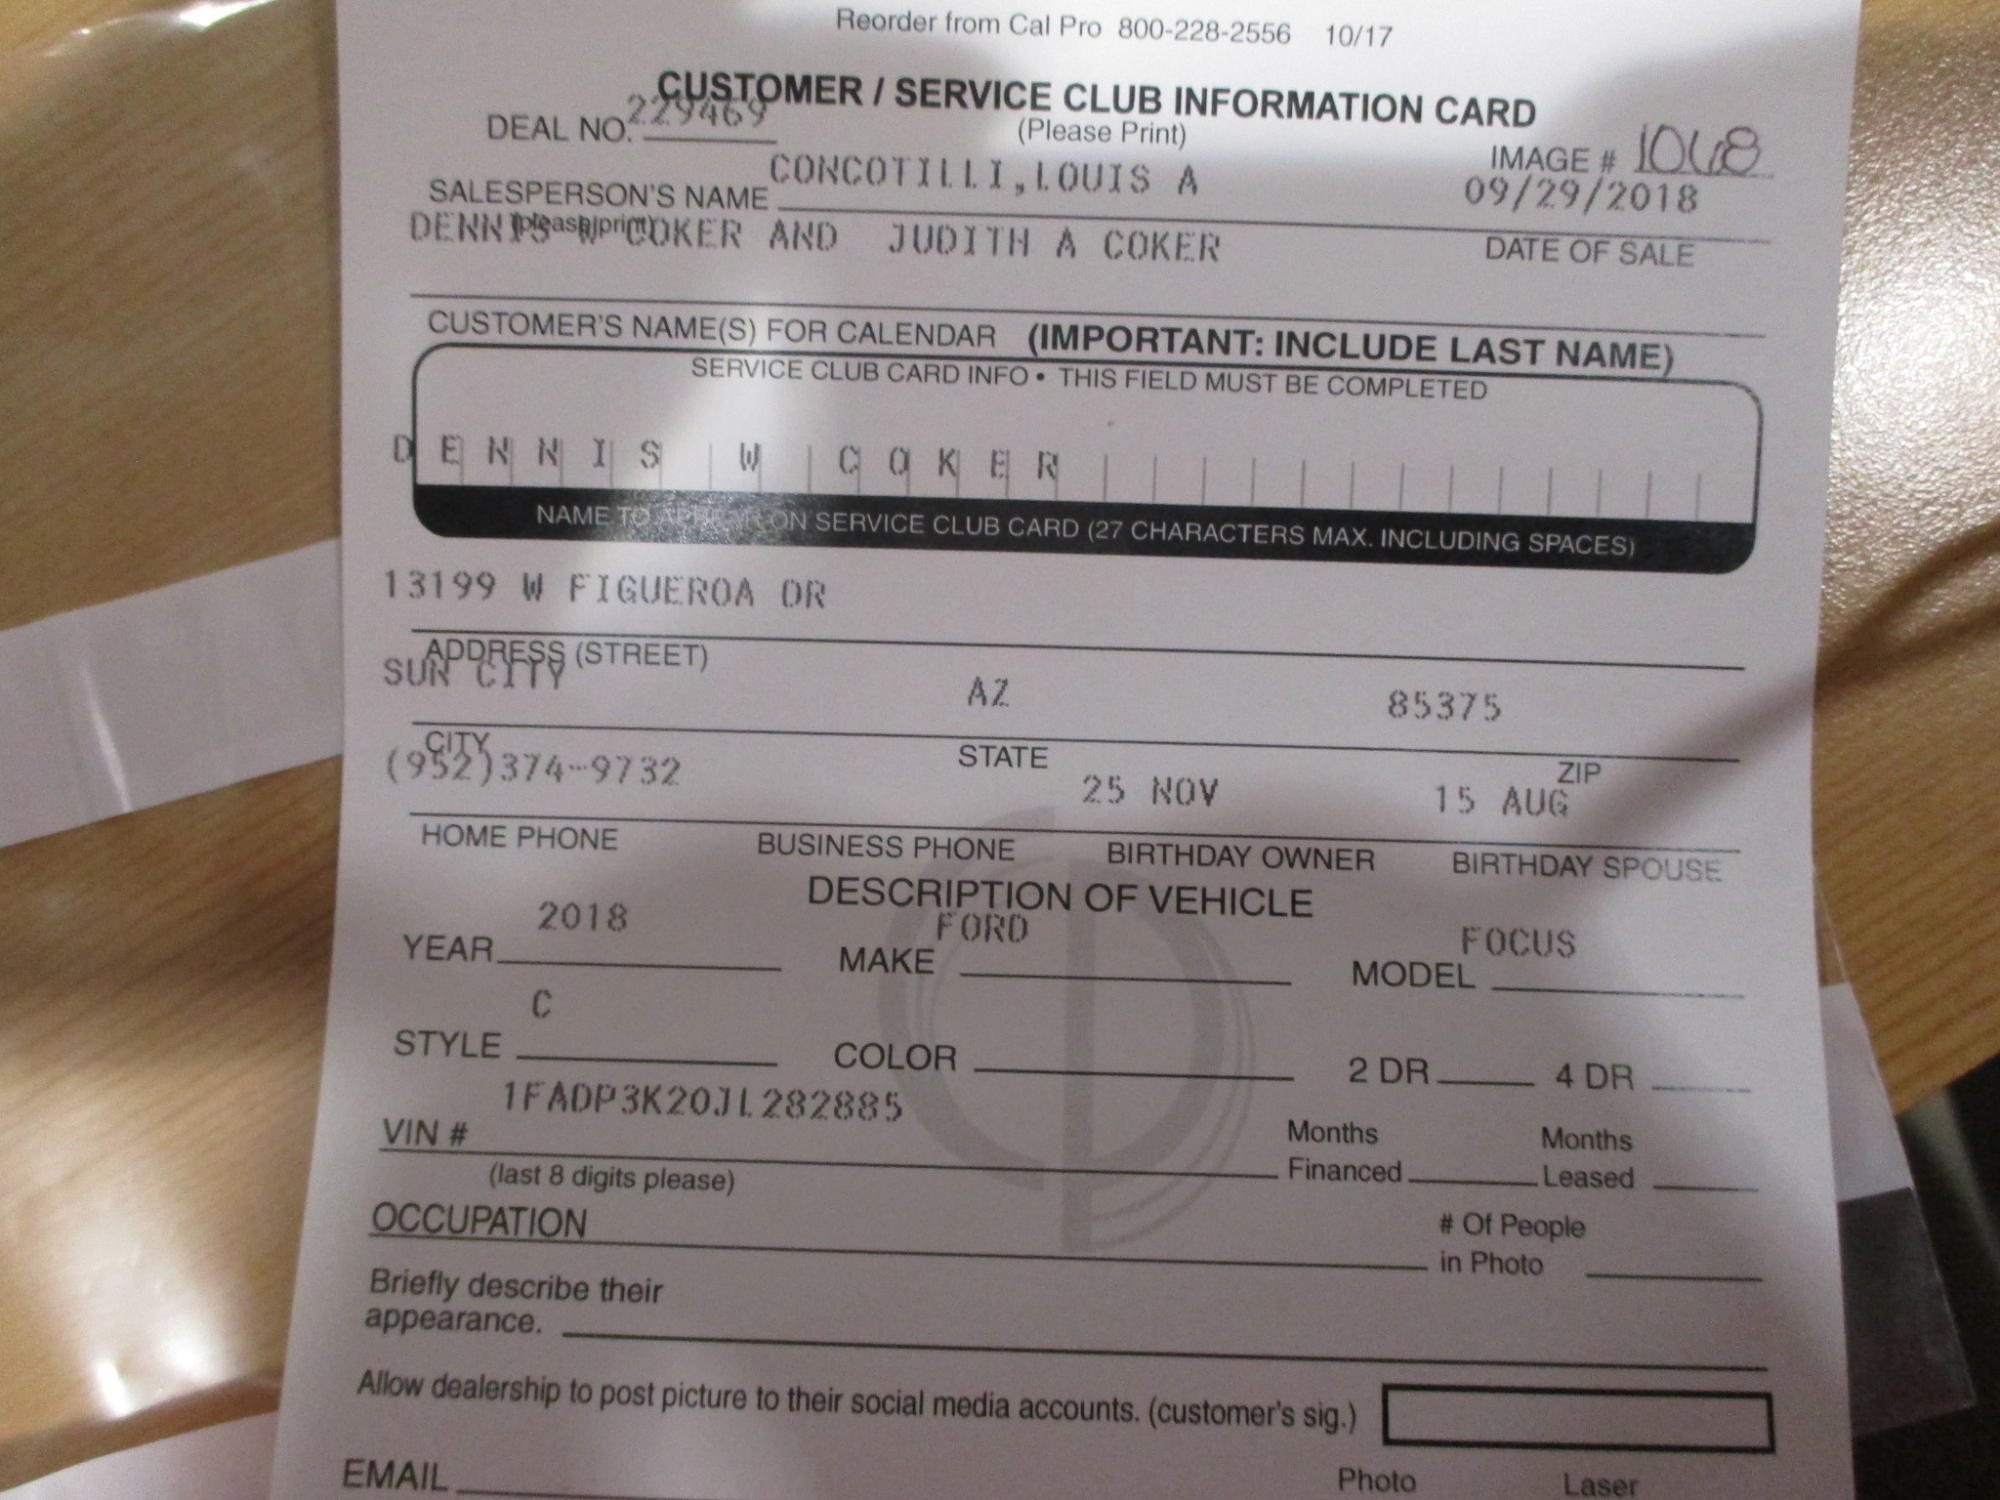 Reorder from Cal Pro 800-228-2556 10/17
CUSTOMER / SERVICE CLUB INFORMATION CARD
DEAL NO. 229469
(Please Print)
IMAGE # 1068
SALESPERSON'S NAME CONCOTILLI,LOUIS A
09/29/2018
(please print)
DENNIS W COKER AND JUDITH A COKER
DATE OF SALE
CUSTOMER'S NAME(S) FOR CALENDAR (IMPORTANT: INCLUDE LAST NAME)
SERVICE CLUB CARD INFO • THIS FIELD MUST BE COMPLETED
DENNIS W COKER
NAME TO APPEAR ON SERVICE CLUB CARD (27 CHARACTERS MAX. INCLUDING SPACES)
13199 W FIGUEROA DR
ADDRESS (STREET)
SUN CITY AZ 85375
CITY STATE ZIP
(952)374-9732 25 NOV 15 AUG
HOME PHONE BUSINESS PHONE BIRTHDAY OWNER BIRTHDAY SPOUSE
DESCRIPTION OF VEHICLE
YEAR 2018 MAKE FORD MODEL FOCUS
STYLE C COLOR 2 DR 4 DR
VIN # 1FADP3K20JL282885
(last 8 digits please)
Months Financed Months Leased
OCCUPATION # Of People in Photo
Briefly describe their
appearance.
Allow dealership to post picture to their social media accounts. (customer's sig.)
EMAIL Photo Laser